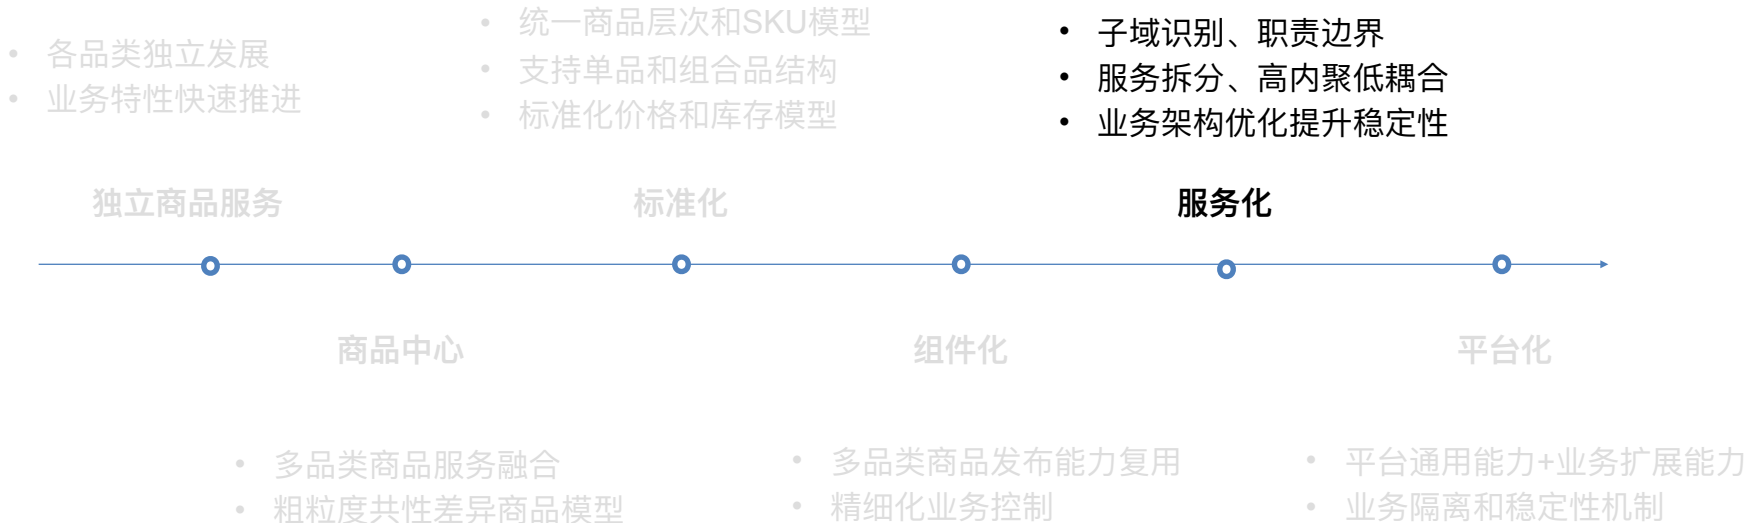 • 各品类独立发展
• 业务特性快速推进
• 统一商品层次和SKU模型
• 支持单品和组合品结构
• 标准化价格和库存模型
• 子域识别、职责边界
• 服务拆分、高内聚低耦合
• 业务架构优化提升稳定性
独立商品服务
标准化
服务化
商品中心
组件化
平台化
• 多品类商品服务融合
• 粗粒度共性差异商品模型
• 多品类商品发布能力复用
• 精细化业务控制
• 平台通用能力+业务扩展能力
• 业务隔离和稳定性机制